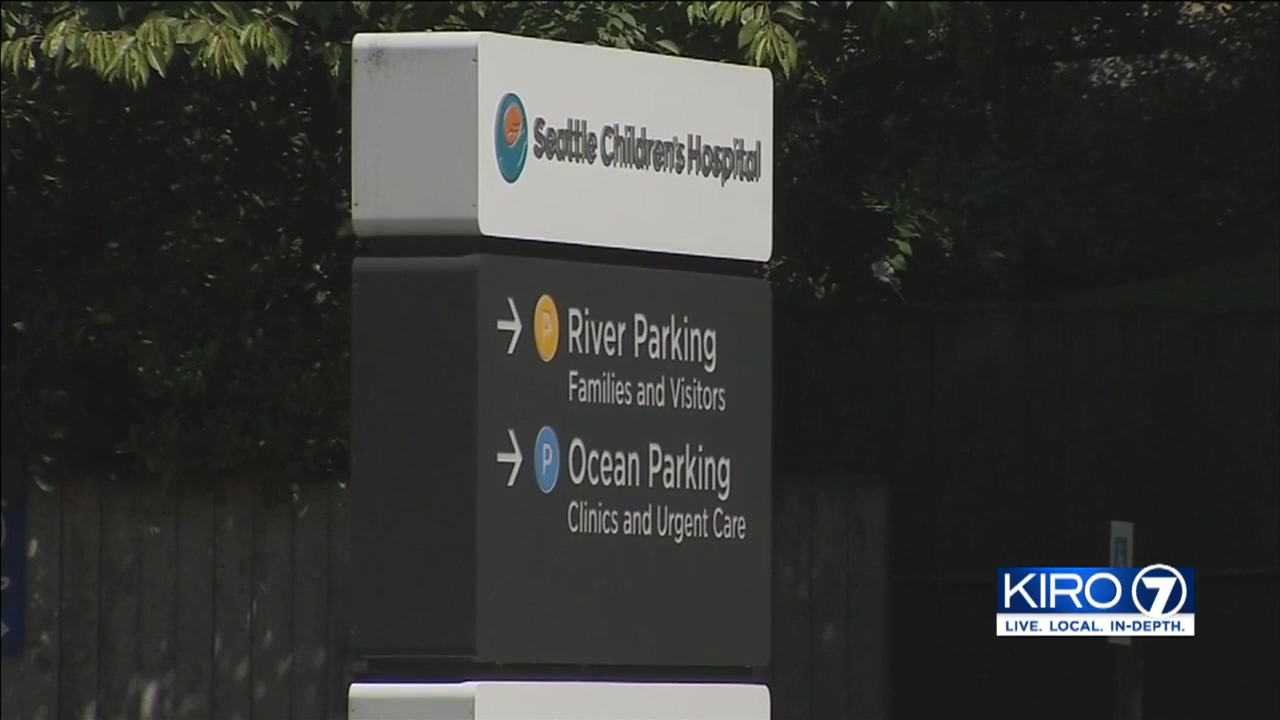 Seattle Children's Hospital
→ P River Parking
Families and Visitors
→ P Ocean Parking
Clinics and Urgent Care
KIRO 7
LIVE. LOCAL. IN-DEPTH.